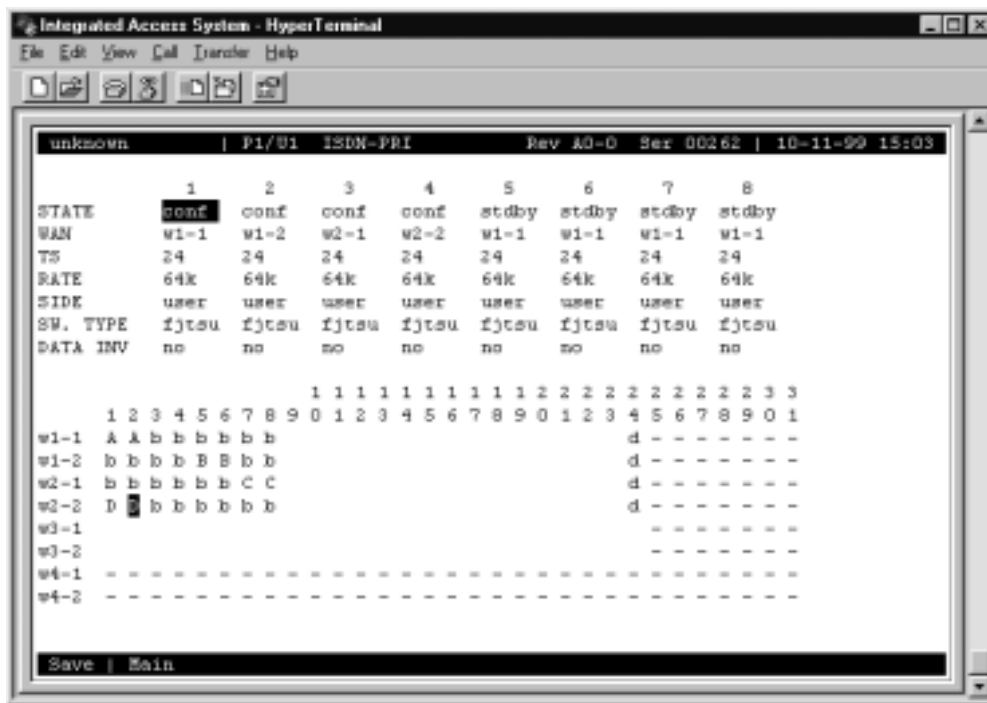 Integrated Access System - HyperTerminal
File Edit View Call Transfer Help
unknown | P1/U1 ISDN-PRI Rev A0-0 Ser 00262 | 10-11-99 15:03
1 2 3 4 5 6 7 8
STATE conf conf conf conf stdby stdby stdby stdby
WAN w1-1 w1-2 w2-1 w2-2 w1-1 w1-1 w1-1 w1-1
TS 24 24 24 24 24 24 24 24
RATE 64k 64k 64k 64k 64k 64k 64k 64k
SIDE user user user user user user user user
SW. TYPE fjtsu fjtsu fjtsu fjtsu fjtsu fjtsu fjtsu fjtsu
DATA INV no no no no no no no no
1 1 1 1 1 1 1 1 1 1 2 2 2 2 2 2 2 2 2 2 3 3
1 2 3 4 5 6 7 8 9 0 1 2 3 4 5 6 7 8 9 0 1 2 3 4 5 6 7 8 9 0 1
w1-1 A A b b b b b b d - - - - - - -
w1-2 b b b b B B b b d - - - - - - -
w2-1 b b b b b b C C d - - - - - - -
w2-2 D D b b b b b b d - - - - - - -
w3-1 - - - - - - -
w3-2 - - - - - - -
w4-1 - - - - - - - - - - - - - - - - - - - - - - - - - - - - - - -
w4-2 - - - - - - - - - - - - - - - - - - - - - - - - - - - - - - -
Save | Main